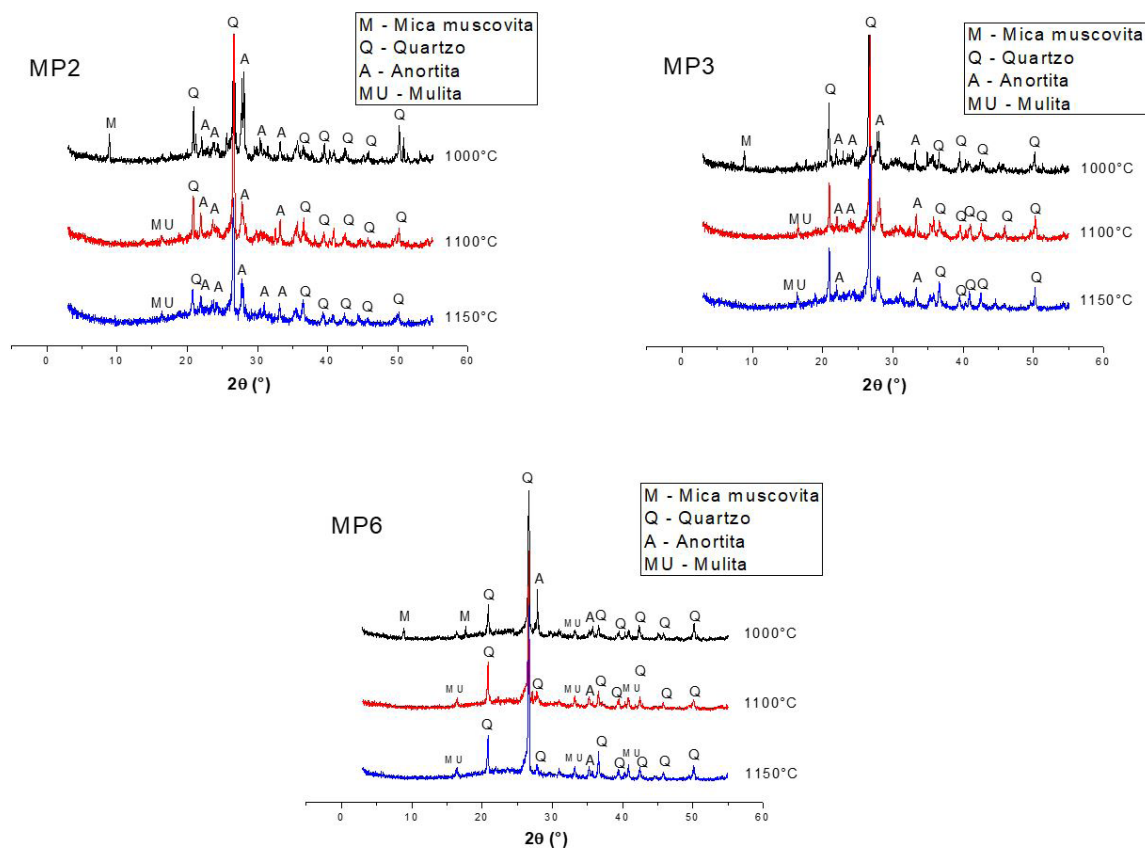 MP2
M - Mica muscovita
Q - Quartzo
A - Anortita
MU - Mulita
Q
A
Q
M
A
A
A
A
Q
Q
Q
Q
Q
1000°C
Q
A
A
A
A
MU
Q
Q
Q
Q
Q
1100°C
Q
A
A
A
A
A
MU
Q
Q
Q
Q
Q
1150°C
0 10 20 30 40 50 60
2θ (°)
MP3
M - Mica muscovita
Q - Quartzo
A - Anortita
MU - Mulita
Q
Q
M
A
A
A
A
Q
Q
Q
Q
1000°C
MU
A
A
A
Q
Q
Q
Q
Q
Q
1100°C
MU
A
A
Q
Q
Q
Q
Q
1150°C
0 10 20 30 40 50 60
2θ (°)
MP6
M - Mica muscovita
Q - Quartzo
A - Anortita
MU - Mulita
Q
M
M
Q
A
MU
A
Q
Q
Q
Q
Q
1000°C
MU
Q
Q
MU
A
Q
Q
MU
Q
Q
Q
1100°C
MU
Q
Q
MU
A
Q
Q
MU
Q
Q
Q
1150°C
0 10 20 30 40 50 60
2θ (°)